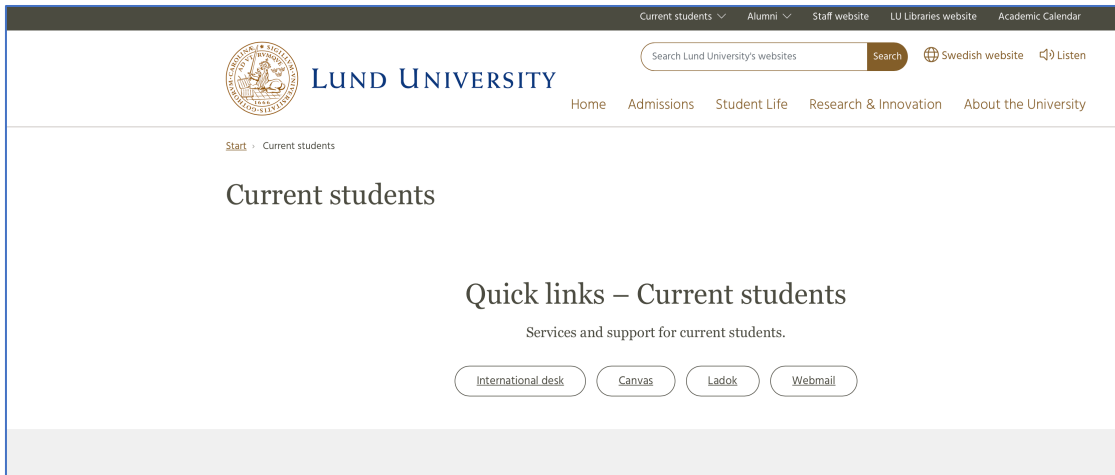 Current students Alumni Staff website LU Libraries website Academic Calendar
LUND UNIVERSITY
Search Lund University's websites Search Swedish website Listen
Home Admissions Student Life Research & Innovation About the University
Start › Current students
Current students
Quick links – Current students
Services and support for current students.
International desk Canvas Ladok Webmail